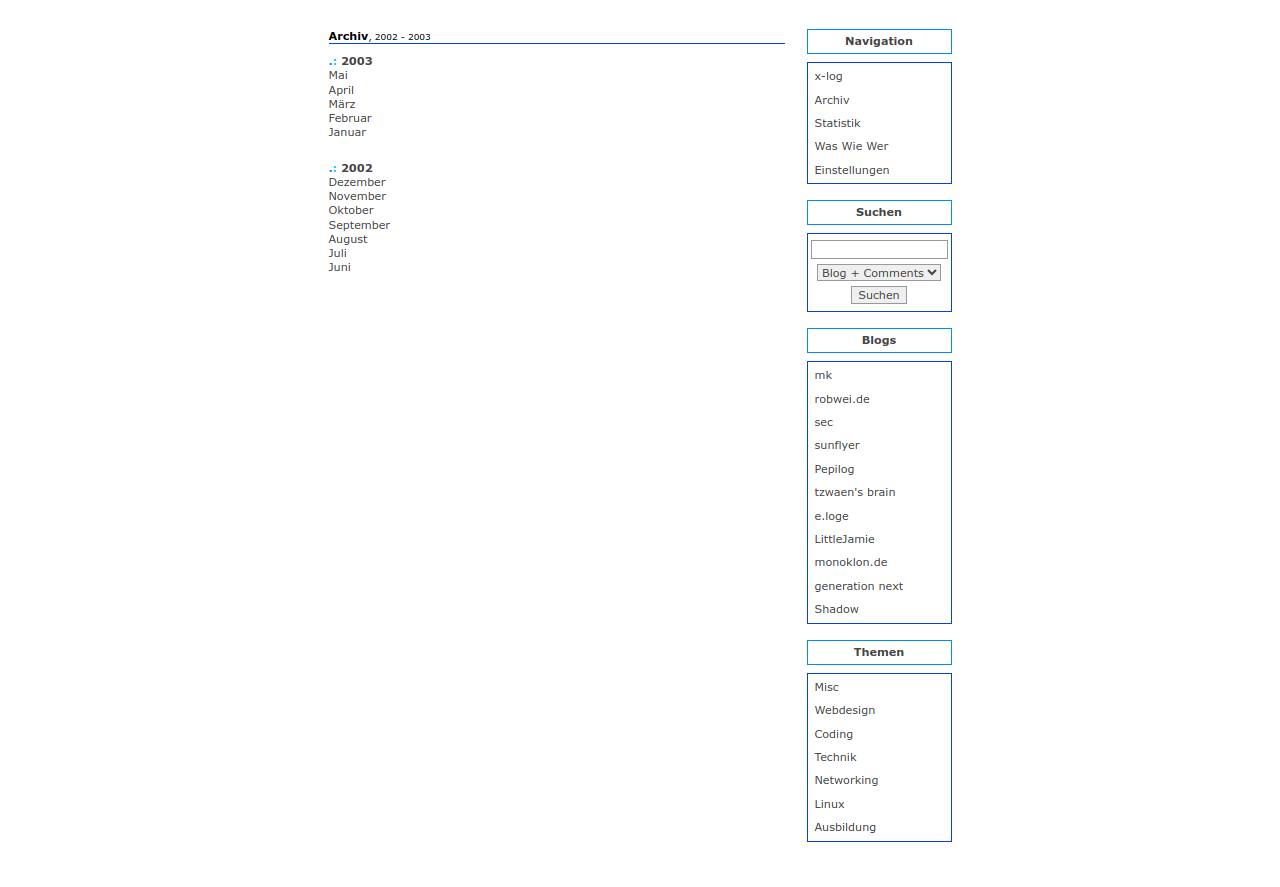 Archiv, 2002 - 2003
.: 2003
Mai
April
März
Februar
Januar
.: 2002
Dezember
November
Oktober
September
August
Juli
Juni
Navigation
x-log
Archiv
Statistik
Was Wie Wer
Einstellungen
Suchen
Blog + Comments
Suchen
Blogs
mk
robwei.de
sec
sunflyer
Pepilog
tzwaen's brain
e.loge
LittleJamie
monoklon.de
generation next
Shadow
Themen
Misc
Webdesign
Coding
Technik
Networking
Linux
Ausbildung